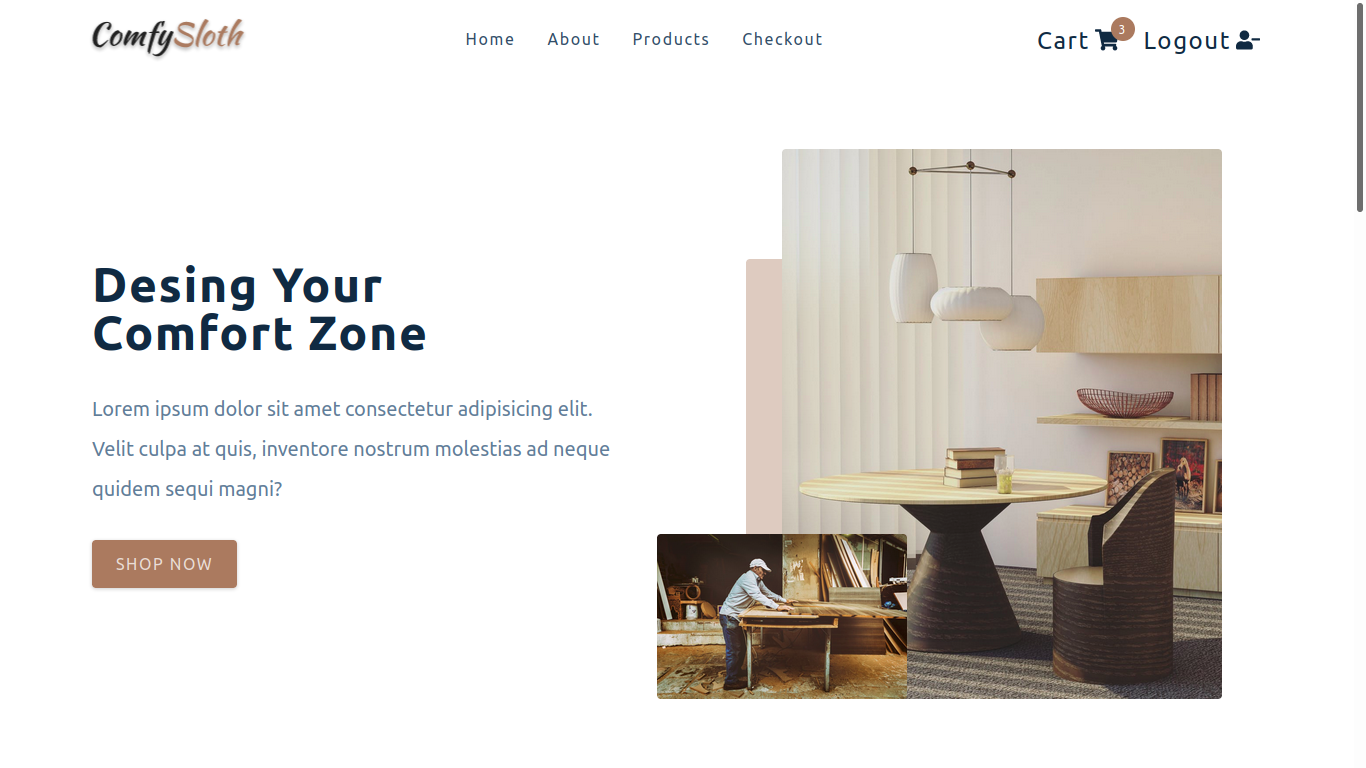 ComfySloth
Home About Products Checkout
Cart 3 Logout
Desing Your
Comfort Zone
Lorem ipsum dolor sit amet consectetur adipisicing elit.
Velit culpa at quis, inventore nostrum molestias ad neque
quidem sequi magni?
SHOP NOW